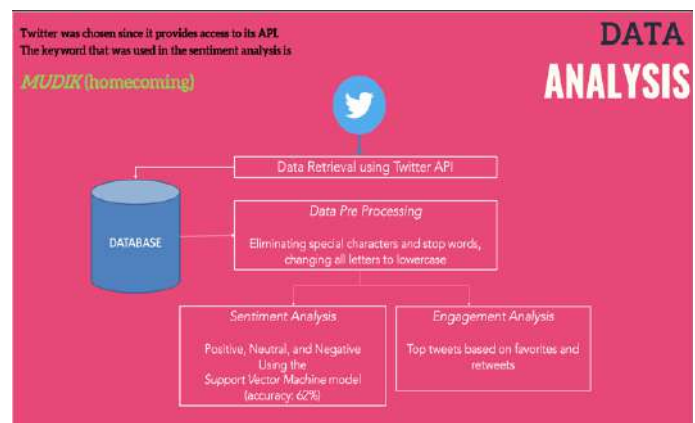 Twitter was chosen since it provides access to its API.
The keyword that was used in the sentiment analysis is
MUDIK (homecoming)
DATA
ANALYSIS
Data Retrieval using Twitter API
DATABASE
Data Pre Processing
Eliminating special characters and stop words,
changing all letters to lowercase
Sentiment Analysis
Positive, Neutral, and Negative
Using the
Support Vector Machine model
(accuracy: 62%)
Engagement Analysis
Top tweets based on favorites and
retweets